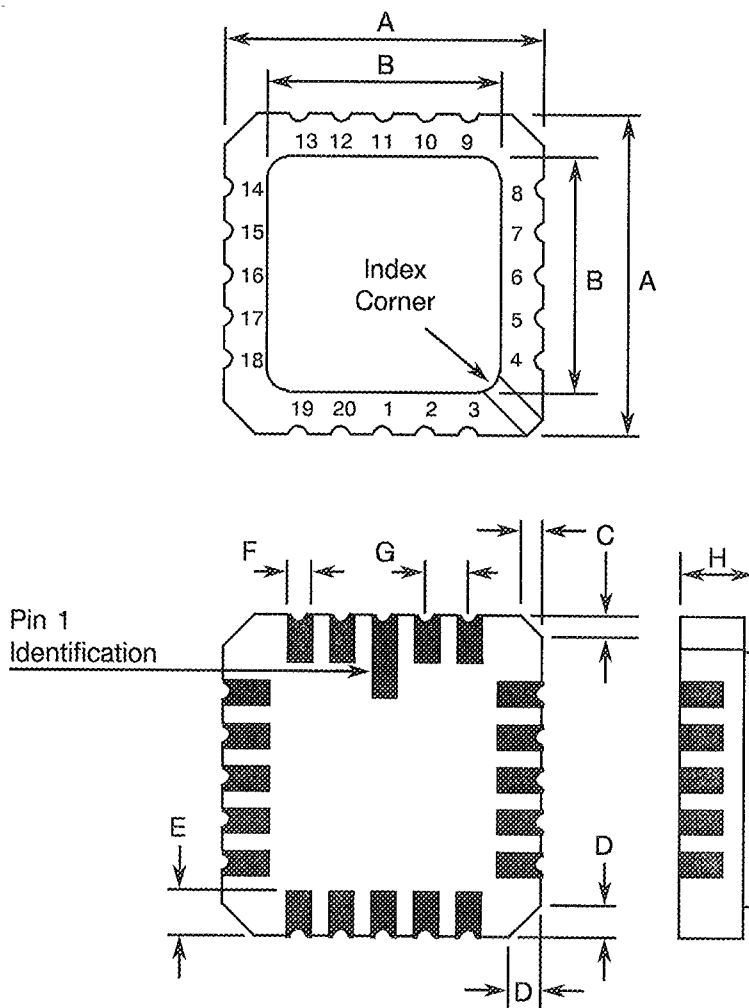 A
B
13 12 11 10 9
14 8
15 7
16 6
17 5
18 4
Index
Corner
B A
19 20 1 2 3
F G C H
Pin 1
Identification
E D
D